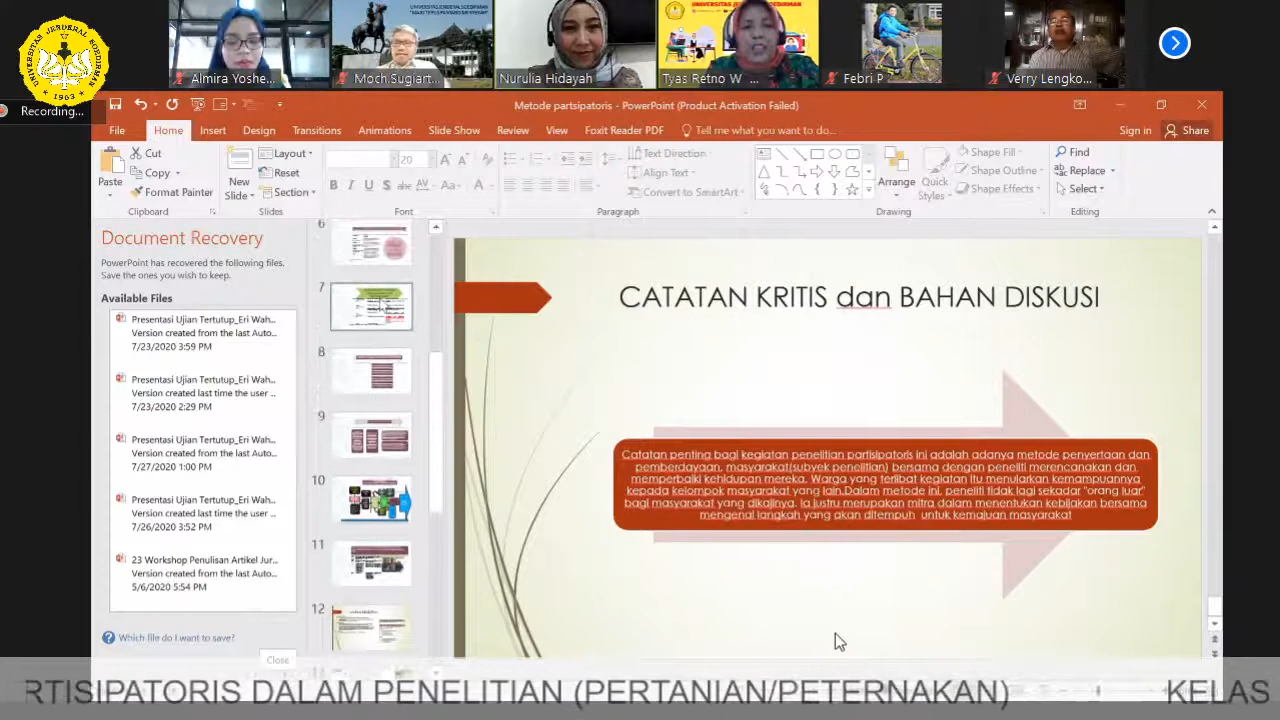 UNIVERSITAS JENDERAL SOEDIRMAN
1963
Recording...
UNIVERSITAS JENDERAL SOEDIRMAN
UNIVERSITAS JENDERAL SOEDIRMAN
Almira Yoshe...
Moch.Sugiart...
Nurulia Hidayah
Tyas Retno W ...
Febri P
Verry Lengko...
Metode partsipatoris - PowerPoint (Product Activation Failed)
File Home Insert Design Transitions Animations Slide Show Review View Foxit Reader PDF Tell me what you want to do... Sign in Share
Paste
Cut
Copy
Format Painter
Clipboard
New
Slide
Layout
Reset
Section
Slides
20
Font
Text Direction
Align Text
Convert to SmartArt
Paragraph
Arrange
Quick
Styles
Shape Fill
Shape Outline
Shape Effects
Drawing
Find
Replace
Select
Editing
Document Recovery
PowerPoint has recovered the following files.
Save the ones you wish to keep.
Available Files
Presentasi Ujian Tertutup_Eri Wah...
Version created from the last Auto...
7/23/2020 3:59 PM
Presentasi Ujian Tertutup_Eri Wah...
Version created last time the user ...
7/23/2020 2:29 PM
Presentasi Ujian Tertutup_Eri Wah...
Version created last time the user ...
7/27/2020 1:00 PM
Presentasi Ujian Tertutup_Eri Wah...
Version created from the last Auto...
7/26/2020 3:52 PM
23 Workshop Penulisan Artikel Jur...
Version created from the last Auto...
5/6/2020 5:54 PM
Which file do I want to save?
Close
6
7
8
9
10
11
12
CATATAN KRITIS dan BAHAN DISKUSI
Catatan penting bagi kegiatan penelitian partisipatoris ini adalah adanya metode penyertaan dan
pemberdayaan, masyarakat(subyek penelitian) bersama dengan peneliti merencanakan dan
memperbaiki kehidupan mereka. Warga yang terlibat kegiatan itu menularkan kemampuannya
kepada kelompok masyarakat yang lain.Dalam metode ini, peneliti tidak lagi sekadar "orang luar"
bagi masyarakat yang dikajinya. Ia justru merupakan mitra dalam menentukan kebijakan bersama
mengenai langkah yang akan ditempuh untuk kemajuan masyarakat
RTISIPATORIS DALAM PENELITIAN (PERTANIAN/PETERNAKAN) KELAS